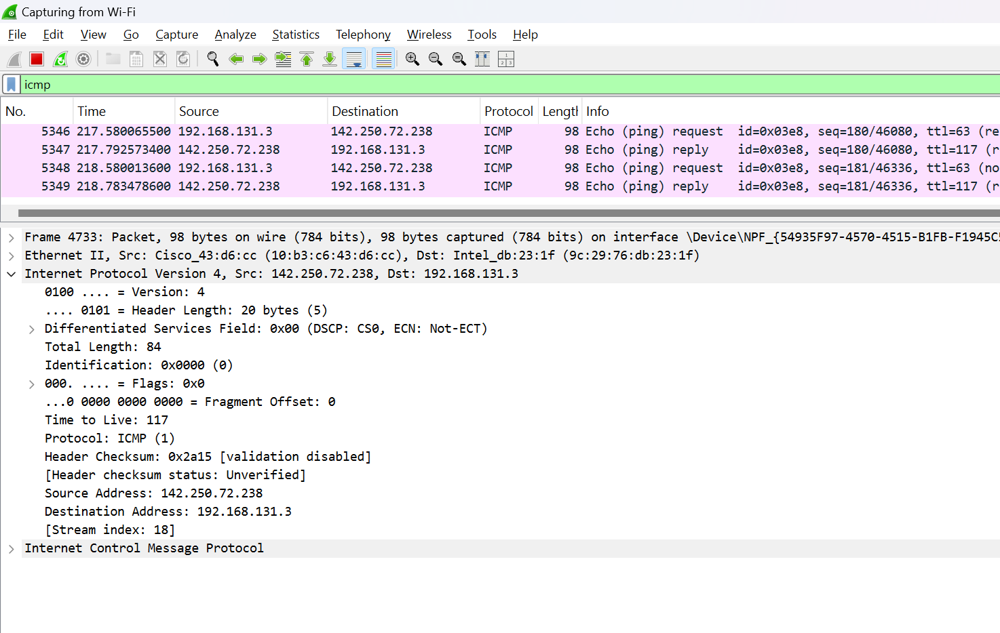 Capturing from Wi-Fi
File Edit View Go Capture Analyze Statistics Telephony Wireless Tools Help
icmp
No. Time Source Destination Protocol Length Info
5346 217.580065500 192.168.131.3 142.250.72.238 ICMP 98 Echo (ping) request id=0x03e8, seq=180/46080, ttl=63 (re
5347 217.792573400 142.250.72.238 192.168.131.3 ICMP 98 Echo (ping) reply id=0x03e8, seq=180/46080, ttl=117 (r
5348 218.580013600 192.168.131.3 142.250.72.238 ICMP 98 Echo (ping) request id=0x03e8, seq=181/46336, ttl=63 (no
5349 218.783478600 142.250.72.238 192.168.131.3 ICMP 98 Echo (ping) reply id=0x03e8, seq=181/46336, ttl=117 (r
Frame 4733: Packet, 98 bytes on wire (784 bits), 98 bytes captured (784 bits) on interface \Device\NPF_{54935F97-4570-4515-B1FB-F1945C5
Ethernet II, Src: Cisco_43:d6:cc (10:b3:c6:43:d6:cc), Dst: Intel_db:23:1f (9c:29:76:db:23:1f)
Internet Protocol Version 4, Src: 142.250.72.238, Dst: 192.168.131.3
0100 .... = Version: 4
.... 0101 = Header Length: 20 bytes (5)
Differentiated Services Field: 0x00 (DSCP: CS0, ECN: Not-ECT)
Total Length: 84
Identification: 0x0000 (0)
000. .... = Flags: 0x0
...0 0000 0000 0000 = Fragment Offset: 0
Time to Live: 117
Protocol: ICMP (1)
Header Checksum: 0x2a15 [validation disabled]
[Header checksum status: Unverified]
Source Address: 142.250.72.238
Destination Address: 192.168.131.3
[Stream index: 18]
Internet Control Message Protocol